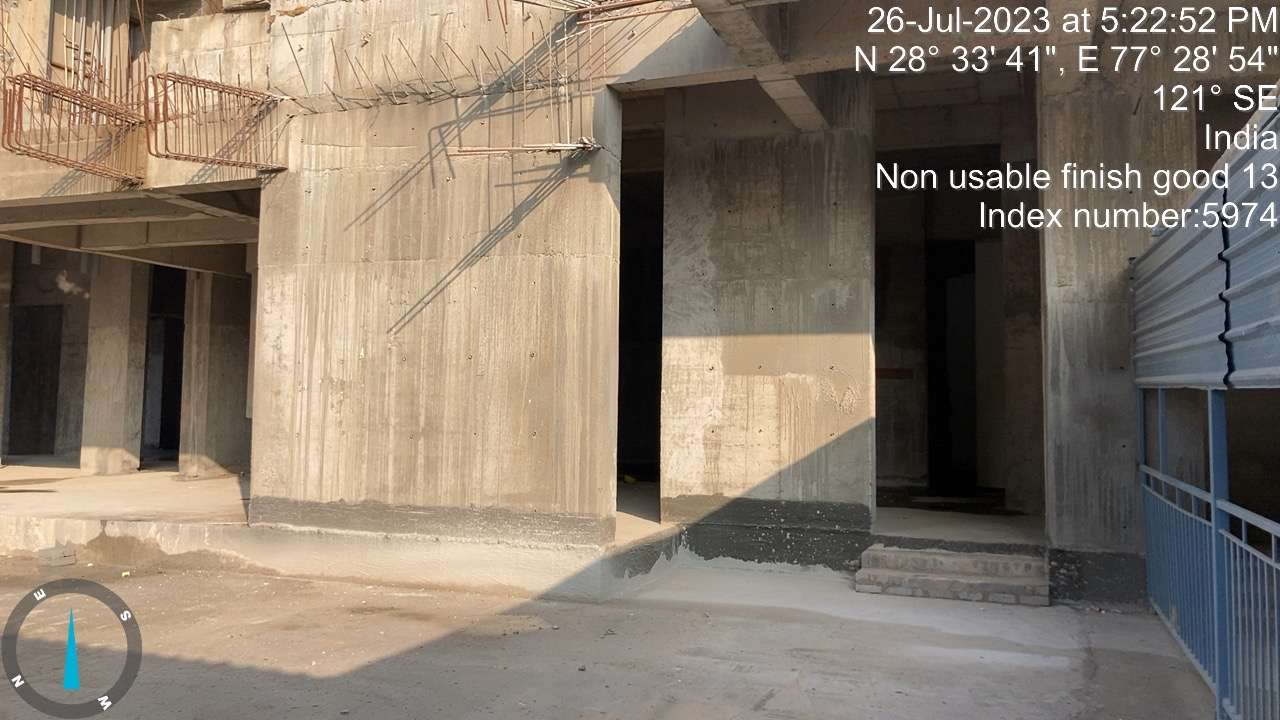 26-Jul-2023 at 5:22:52 PM
N 28° 33' 41", E 77° 28' 54"
121° SE
India
Non usable finish good 13
Index number:5974
E
S
N
W